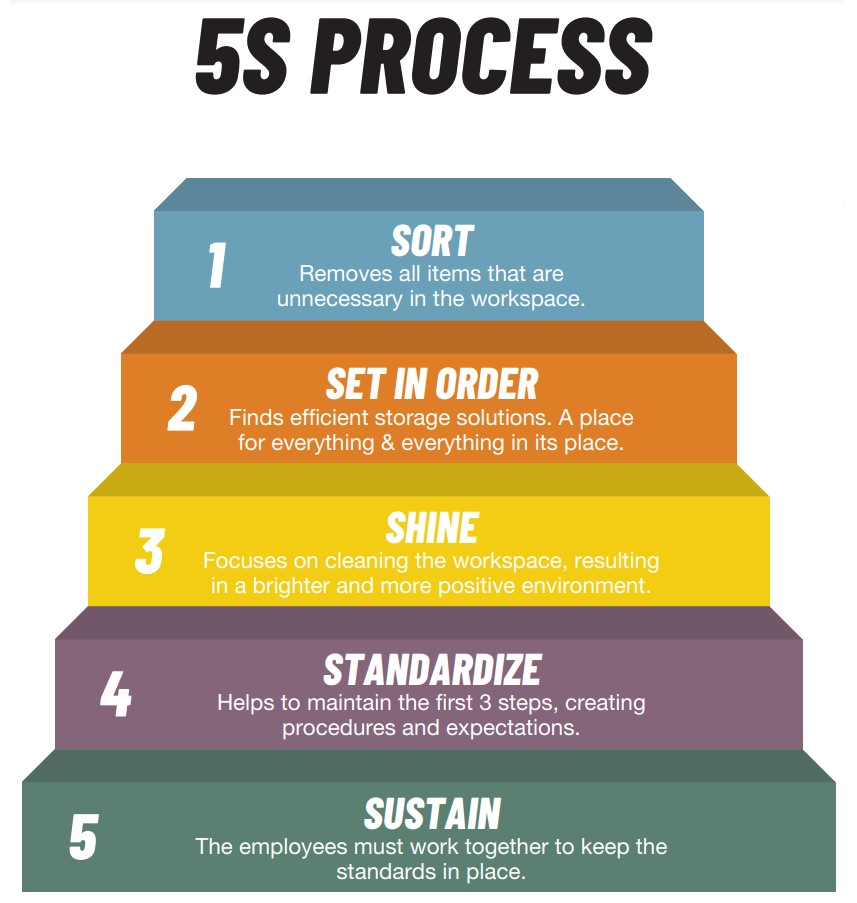 5S PROCESS
1
SORT
Removes all items that are
unnecessary in the workspace.
2
SET IN ORDER
Finds efficient storage solutions. A place
for everything & everything in its place.
3
SHINE
Focuses on cleaning the workspace, resulting
in a brighter and more positive environment.
4
STANDARDIZE
Helps to maintain the first 3 steps, creating
procedures and expectations.
5
SUSTAIN
The employees must work together to keep the
standards in place.